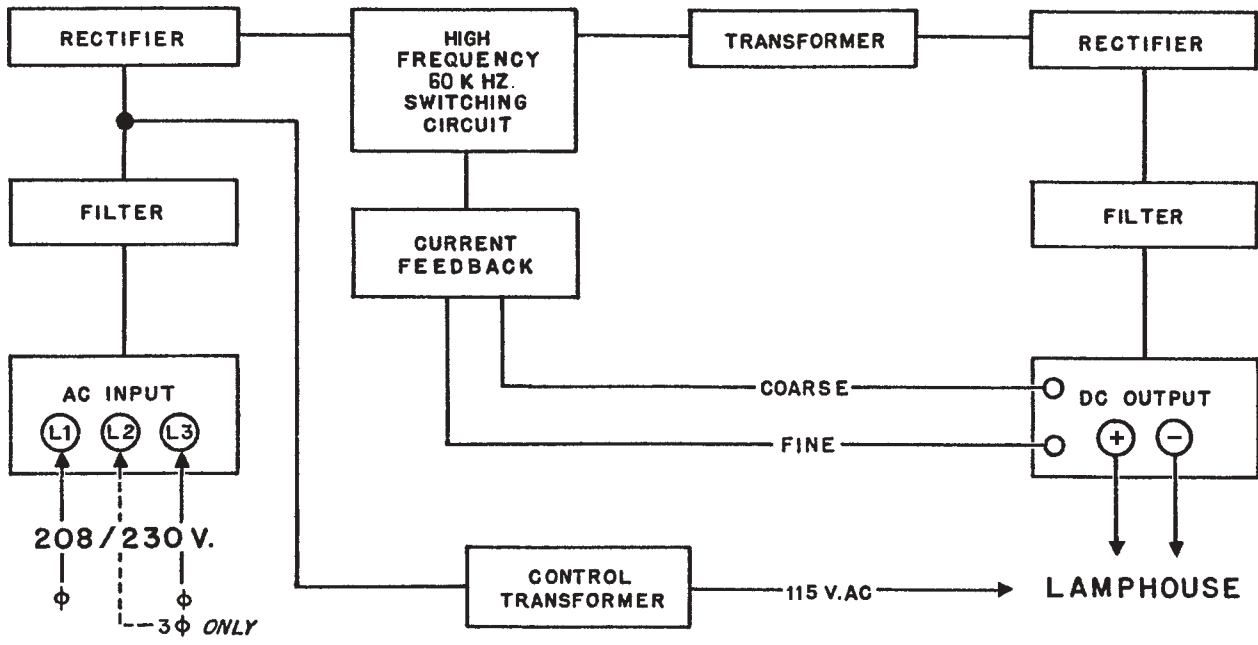 RECTIFIER
HIGH
FREQUENCY
60 K HZ.
SWITCHING
CIRCUIT
TRANSFORMER
RECTIFIER
FILTER
CURRENT
FEEDBACK
FILTER
AC INPUT
L1 L2 L3
COARSE
DC OUTPUT
FINE
+ −
208/230 V.
ϕ ϕ
3ϕ ONLY
CONTROL
TRANSFORMER
115 V.AC
LAMPHOUSE